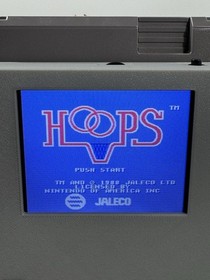 HOOPS TM
PUSH START
TM AND © 1988 JALECO LTD
LICENSED BY
NINTENDO OF AMERICA INC
JALECO